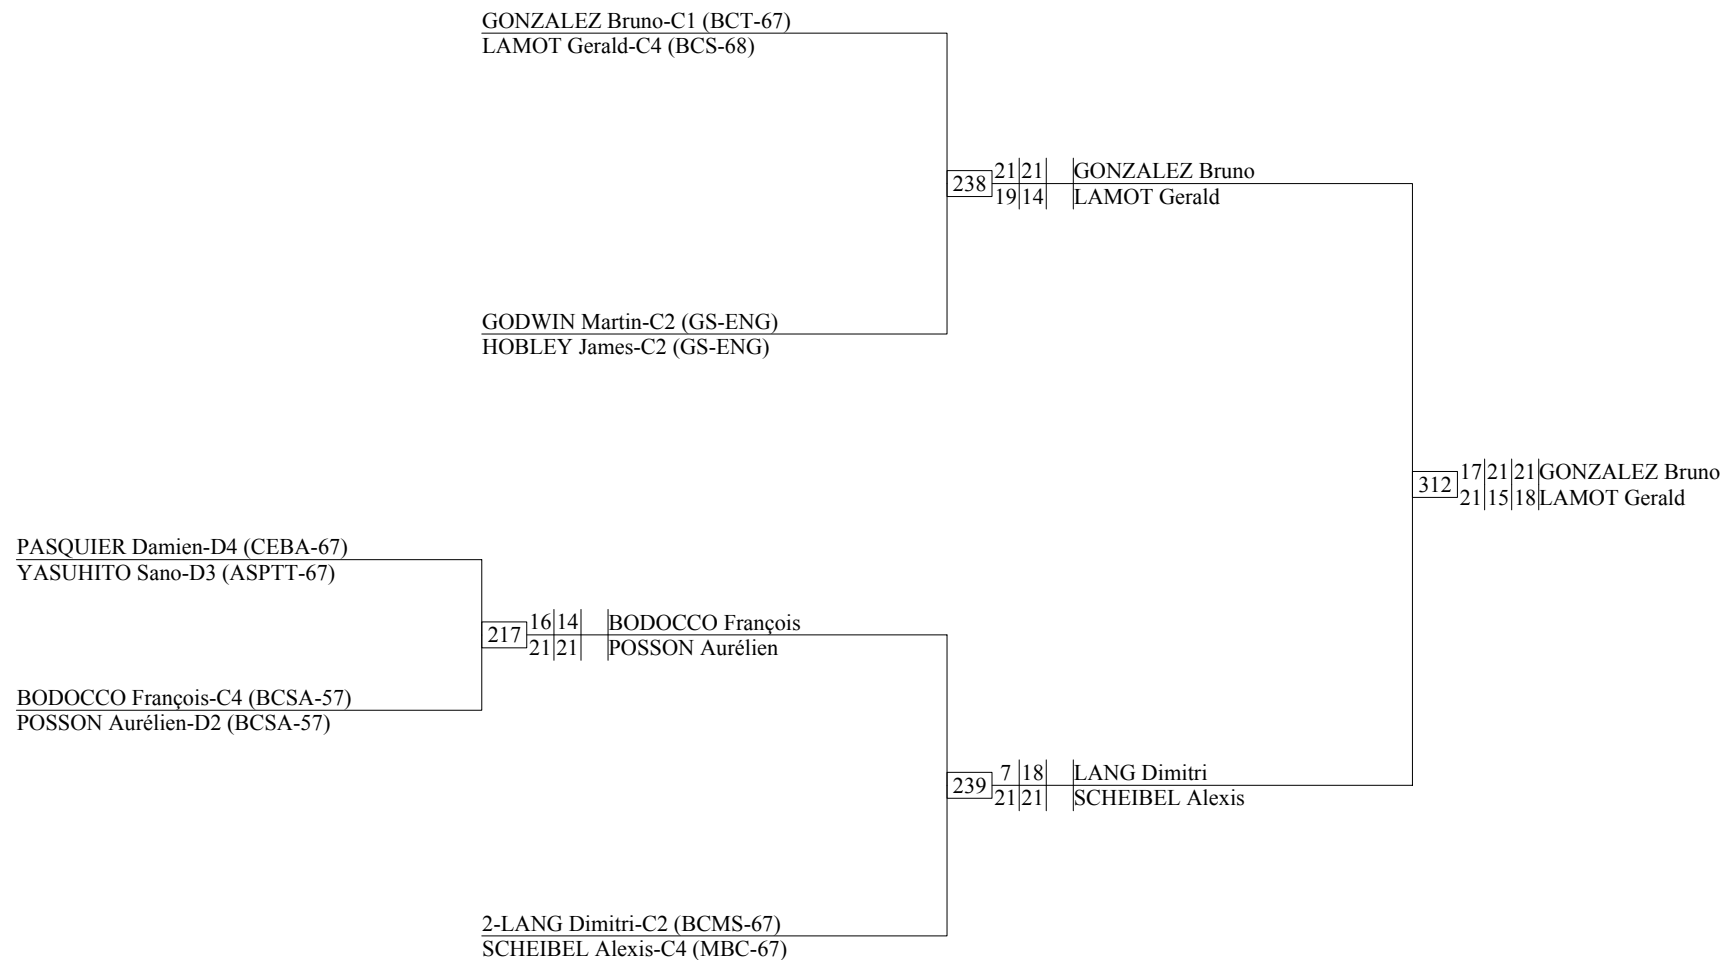 GONZALEZ Bruno-C1 (BCT-67)
LAMOT Gerald-C4 (BCS-68)
238 21 21 GONZALEZ Bruno
19 14 LAMOT Gerald
GODWIN Martin-C2 (GS-ENG)
HOBLEY James-C2 (GS-ENG)
312 17 21 21 GONZALEZ Bruno
21 15 18 LAMOT Gerald
PASQUIER Damien-D4 (CEBA-67)
YASUHITO Sano-D3 (ASPTT-67)
217 16 14 BODOCCO François
21 21 POSSON Aurélien
BODOCCO François-C4 (BCSA-57)
POSSON Aurélien-D2 (BCSA-57)
239 7 18 LANG Dimitri
21 21 SCHEIBEL Alexis
2-LANG Dimitri-C2 (BCMS-67)
SCHEIBEL Alexis-C4 (MBC-67)